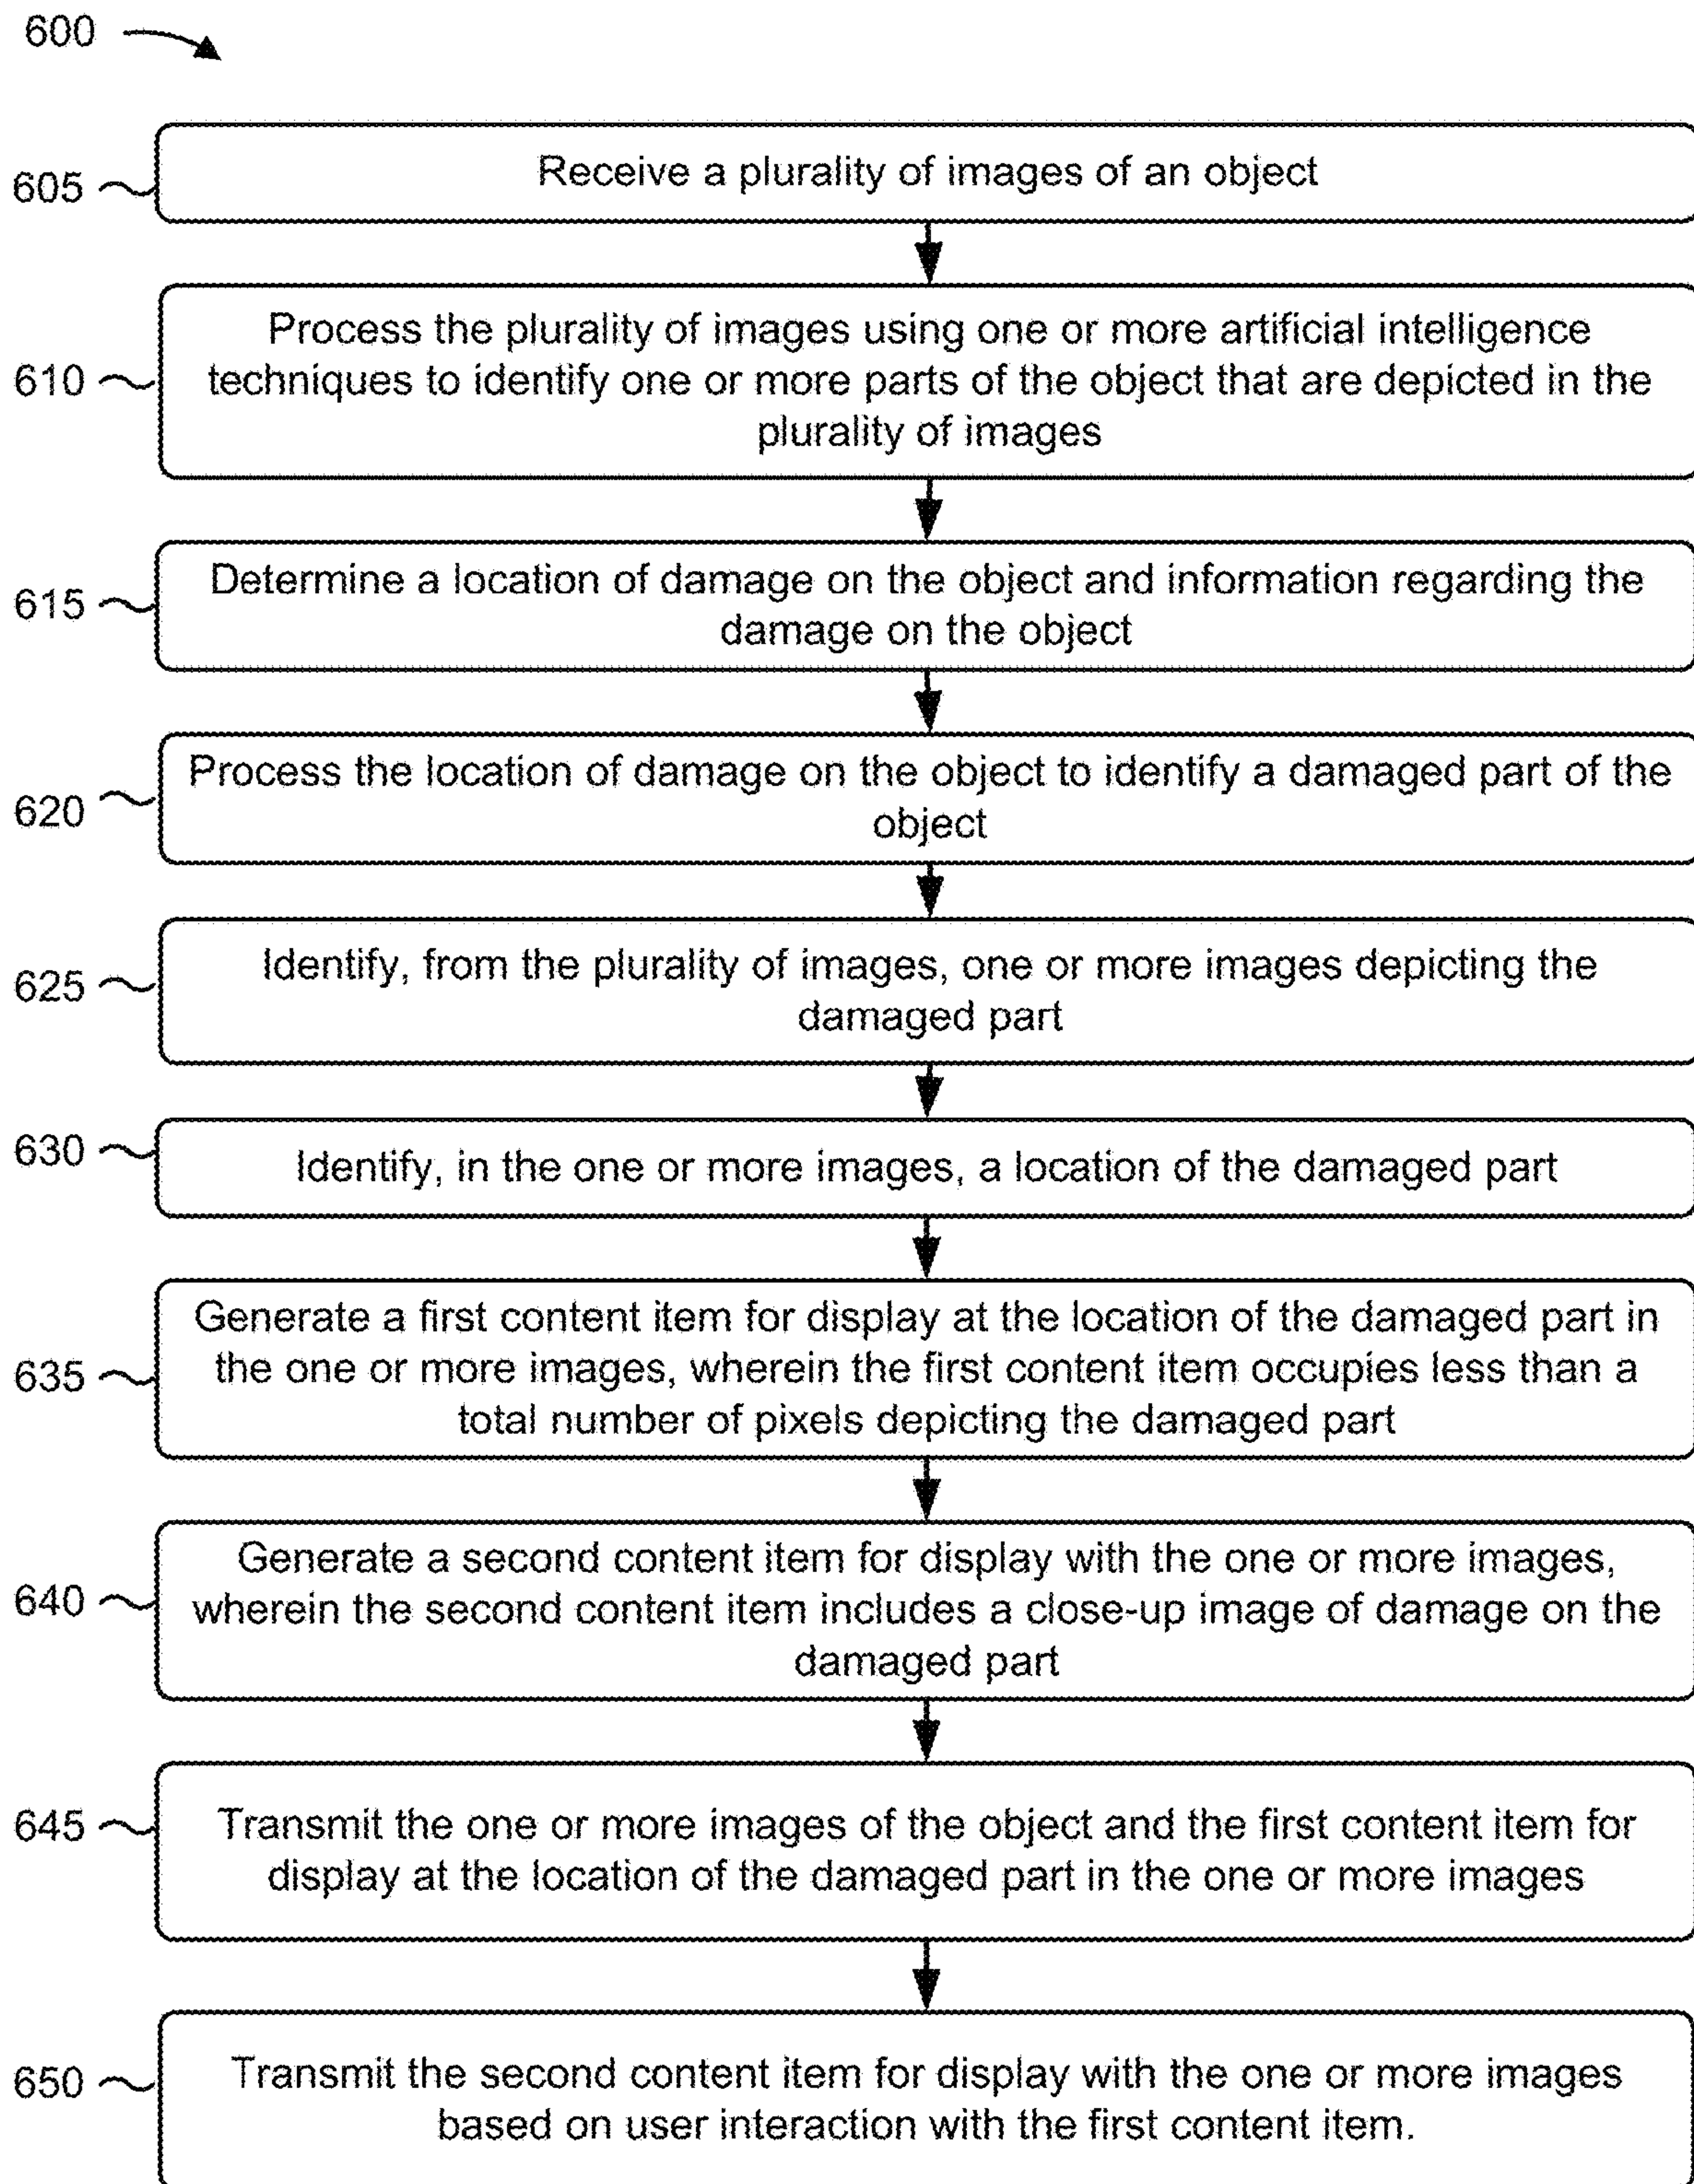 600
605
Receive a plurality of images of an object
610
Process the plurality of images using one or more artificial intelligence
techniques to identify one or more parts of the object that are depicted in the
plurality of images
615
Determine a location of damage on the object and information regarding the
damage on the object
620
Process the location of damage on the object to identify a damaged part of the
object
625
Identify, from the plurality of images, one or more images depicting the
damaged part
630
Identify, in the one or more images, a location of the damaged part
635
Generate a first content item for display at the location of the damaged part in
the one or more images, wherein the first content item occupies less than a
total number of pixels depicting the damaged part
640
Generate a second content item for display with the one or more images,
wherein the second content item includes a close-up image of damage on the
damaged part
645
Transmit the one or more images of the object and the first content item for
display at the location of the damaged part in the one or more images
650
Transmit the second content item for display with the one or more images
based on user interaction with the first content item.